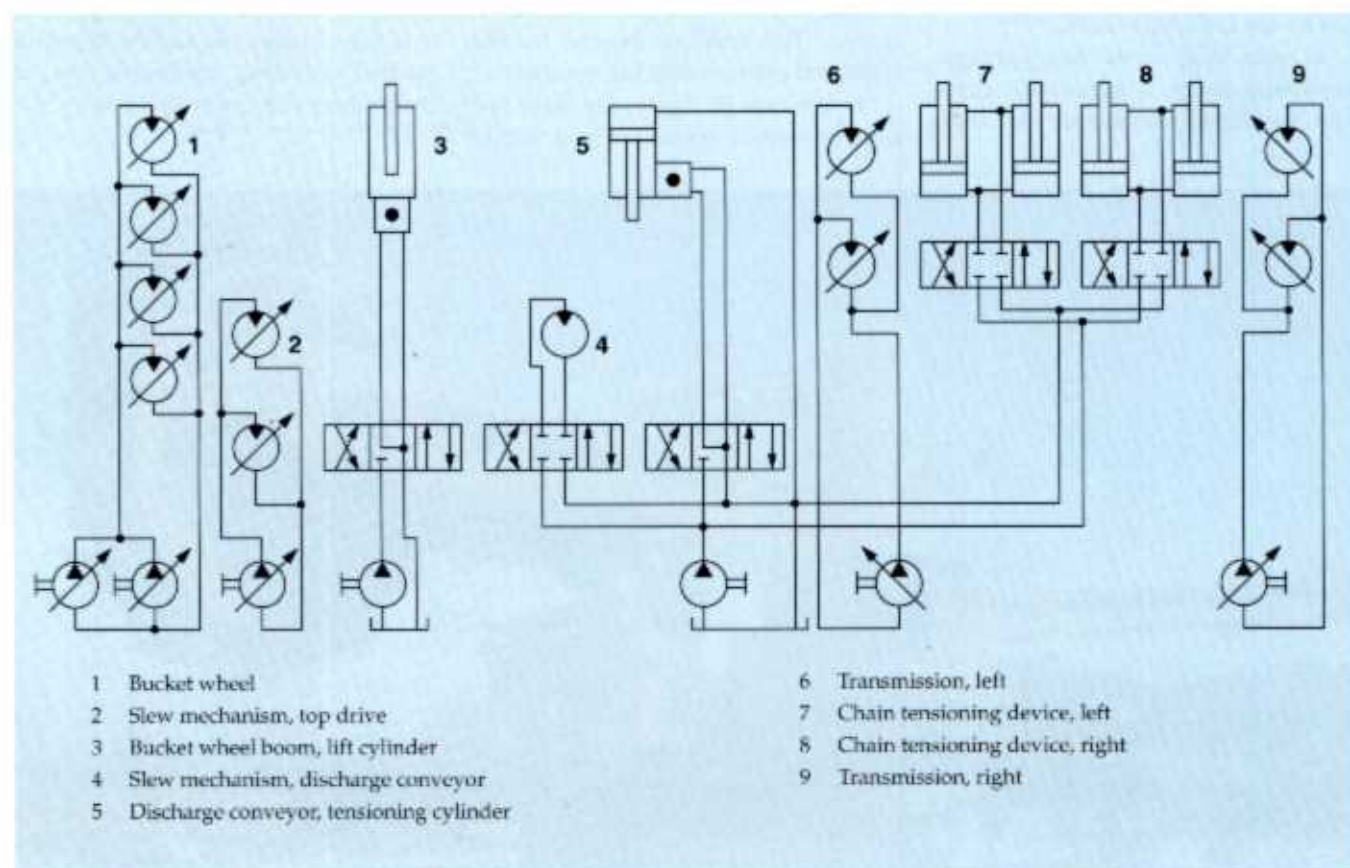 1
2
3
4
5
6
7
8
9
1 Bucket wheel
2 Slew mechanism, top drive
3 Bucket wheel boom, lift cylinder
4 Slew mechanism, discharge conveyor
5 Discharge conveyor, tensioning cylinder
6 Transmission, left
7 Chain tensioning device, left
8 Chain tensioning device, right
9 Transmission, right